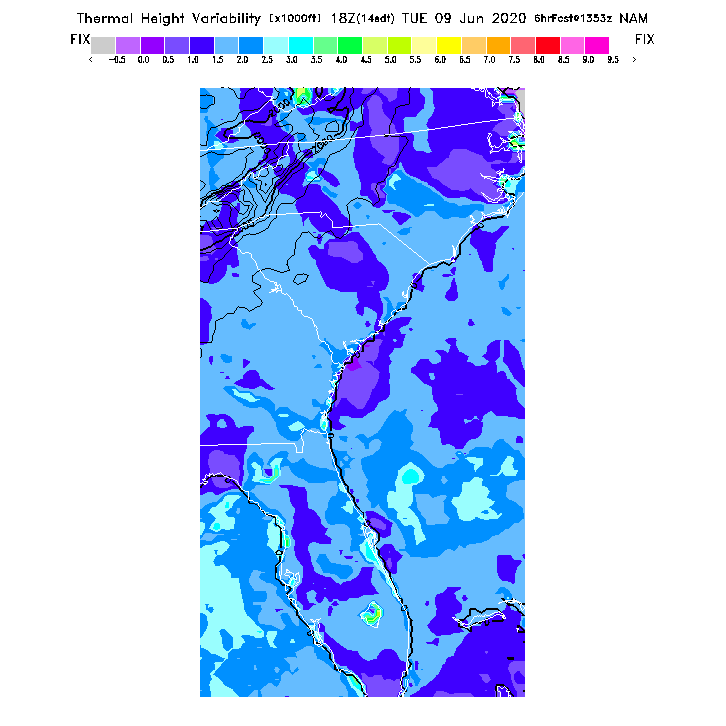 Thermal Height Variability [x1000ft] 18Z(14edt) TUE 09 Jun 2020 6hrFcst@1353z NAM
FIX FIX
< -0.5 0.0 0.5 1.0 1.5 2.0 2.5 3.0 3.5 4.0 4.5 5.0 5.5 6.0 6.5 7.0 7.5 8.0 8.5 9.0 9.5 >